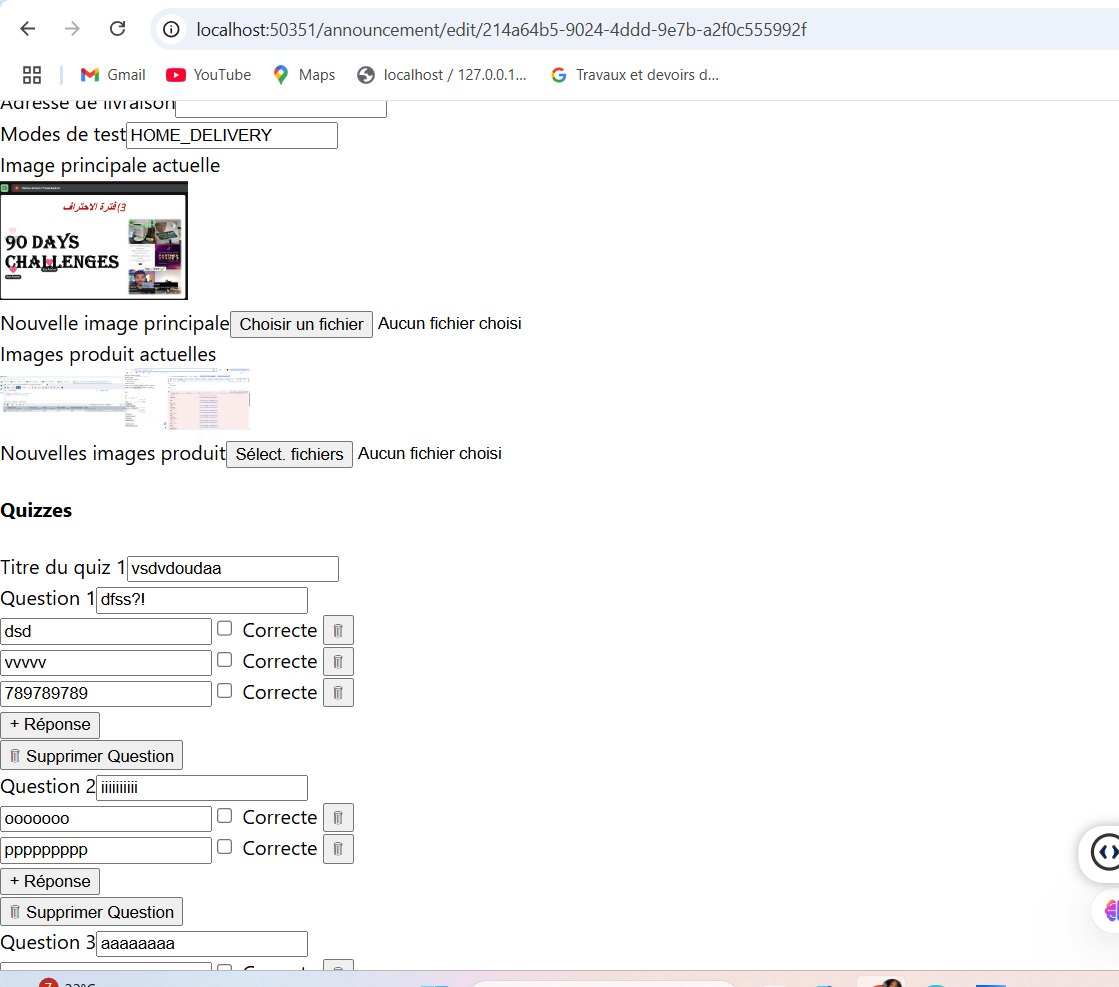 localhost:50351/announcement/edit/214a64b5-9024-4ddd-9e7b-a2f0c555992f
Gmail YouTube Maps localhost / 127.0.0.1... Travaux et devoirs d...
Adresse de livraison
Modes de test HOME_DELIVERY
Image principale actuelle
3) فترة الاحتراف
90 DAYS
CHALLENGES
Nouvelle image principale Choisir un fichier Aucun fichier choisi
Images produit actuelles
Nouvelles images produit Sélect. fichiers Aucun fichier choisi
Quizzes
Titre du quiz 1 vsdvdoudaa
Question 1 dfss?!
dsd Correcte
vvvvv Correcte
789789789 Correcte
+ Réponse
Supprimer Question
Question 2 iiiiiiiiii
ooooooo Correcte
ppppppppp Correcte
+ Réponse
Supprimer Question
Question 3 aaaaaaaa